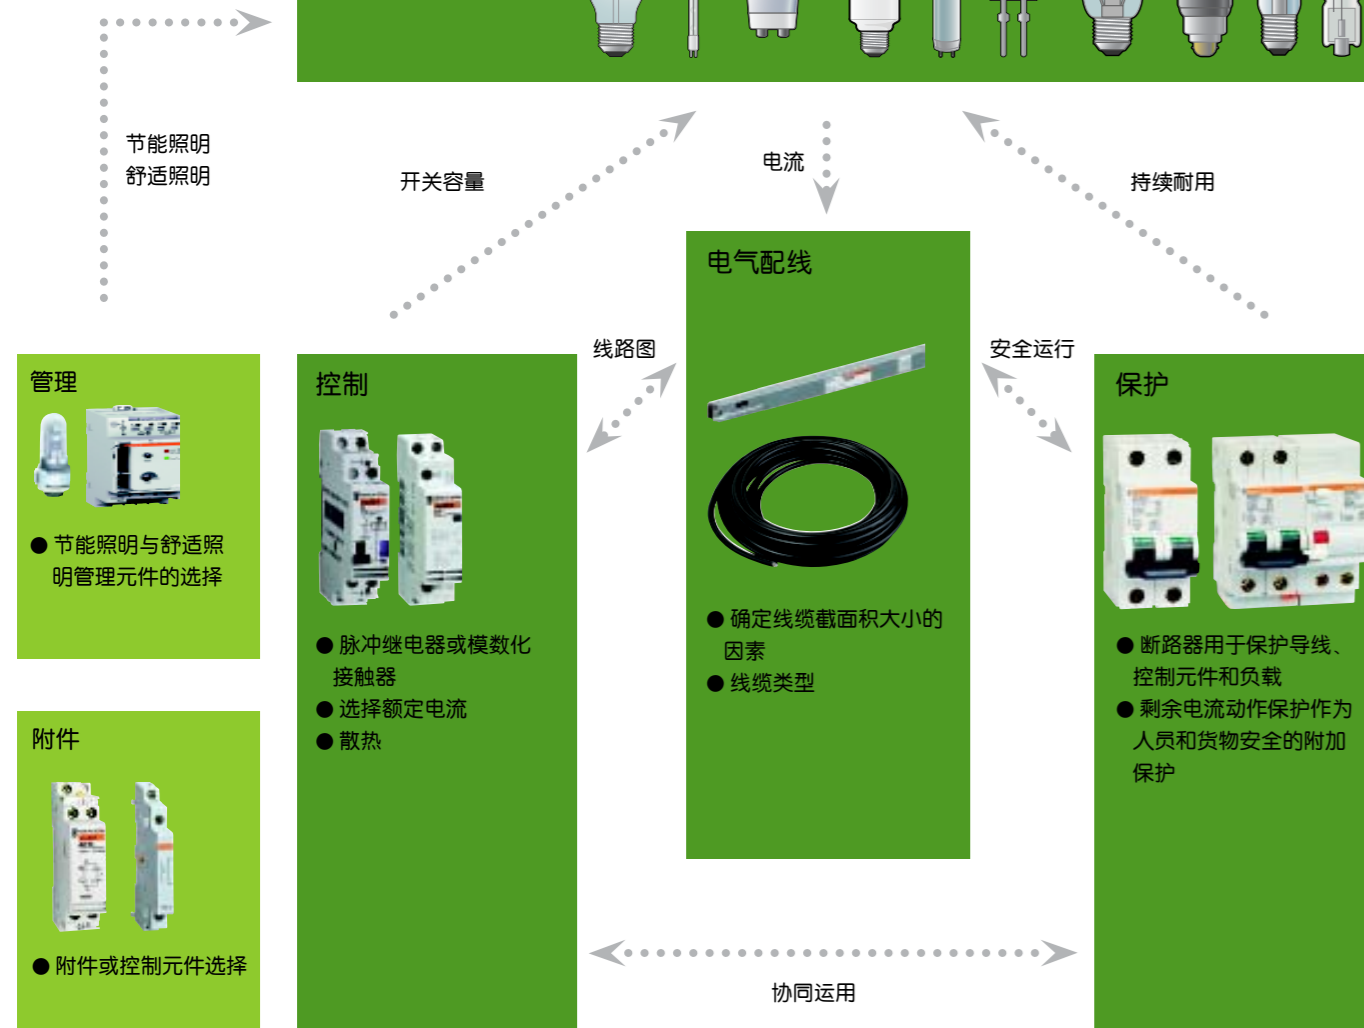 节能照明
舒适照明
开关容量
电流
持续耐用
电气配线
线路图
安全运行
管理
● 节能照明与舒适照
明管理元件的选择
附件
● 附件或控制元件选择
控制
● 脉冲继电器或模数化
接触器
● 选择额定电流
● 散热
● 确定线缆截面积大小的
因素
● 线缆类型
保护
● 断路器用于保护导线、
控制元件和负载
● 剩余电流动作保护作为
人员和货物安全的附加
保护
协同运用